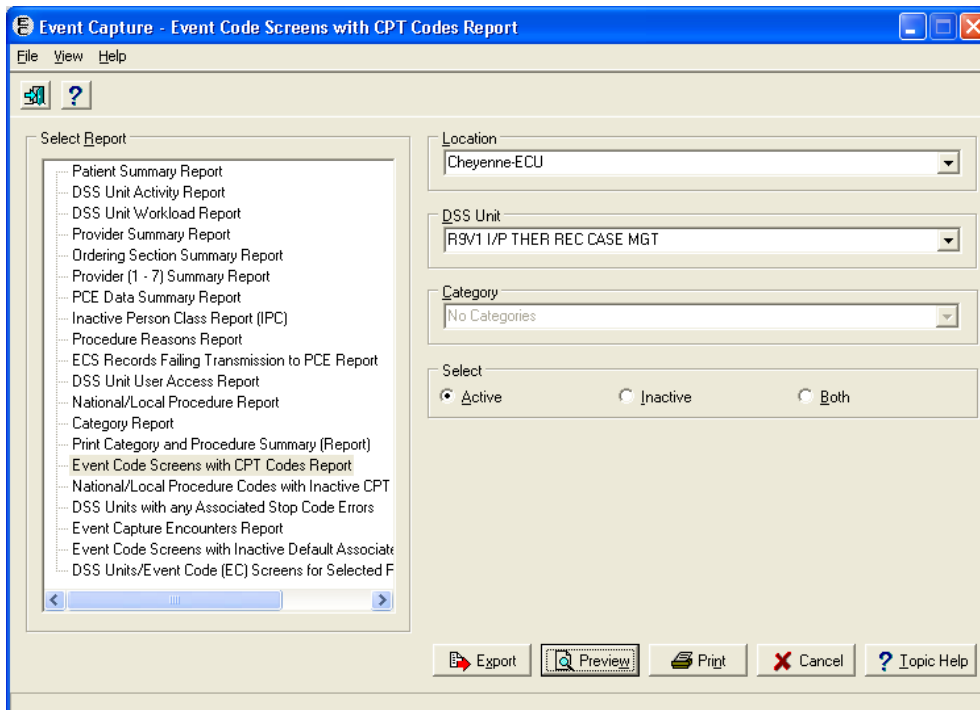 Event Capture - Event Code Screens with CPT Codes Report
File View Help
Select Report
Patient Summary Report
DSS Unit Activity Report
DSS Unit Workload Report
Provider Summary Report
Ordering Section Summary Report
Provider (1 - 7) Summary Report
PCE Data Summary Report
Inactive Person Class Report (IPC)
Procedure Reasons Report
ECS Records Failing Transmission to PCE Report
DSS Unit User Access Report
National/Local Procedure Report
Category Report
Print Category and Procedure Summary (Report)
Event Code Screens with CPT Codes Report
National/Local Procedure Codes with Inactive CPT
DSS Units with any Associated Stop Code Errors
Event Capture Encounters Report
Event Code Screens with Inactive Default Associate
DSS Units/Event Code (EC) Screens for Selected F
Location
Cheyenne-ECU
DSS Unit
R9V1 I/P THER REC CASE MGT
Category
No Categories
Select
Active Inactive Both
Export Preview Print Cancel ? Topic Help